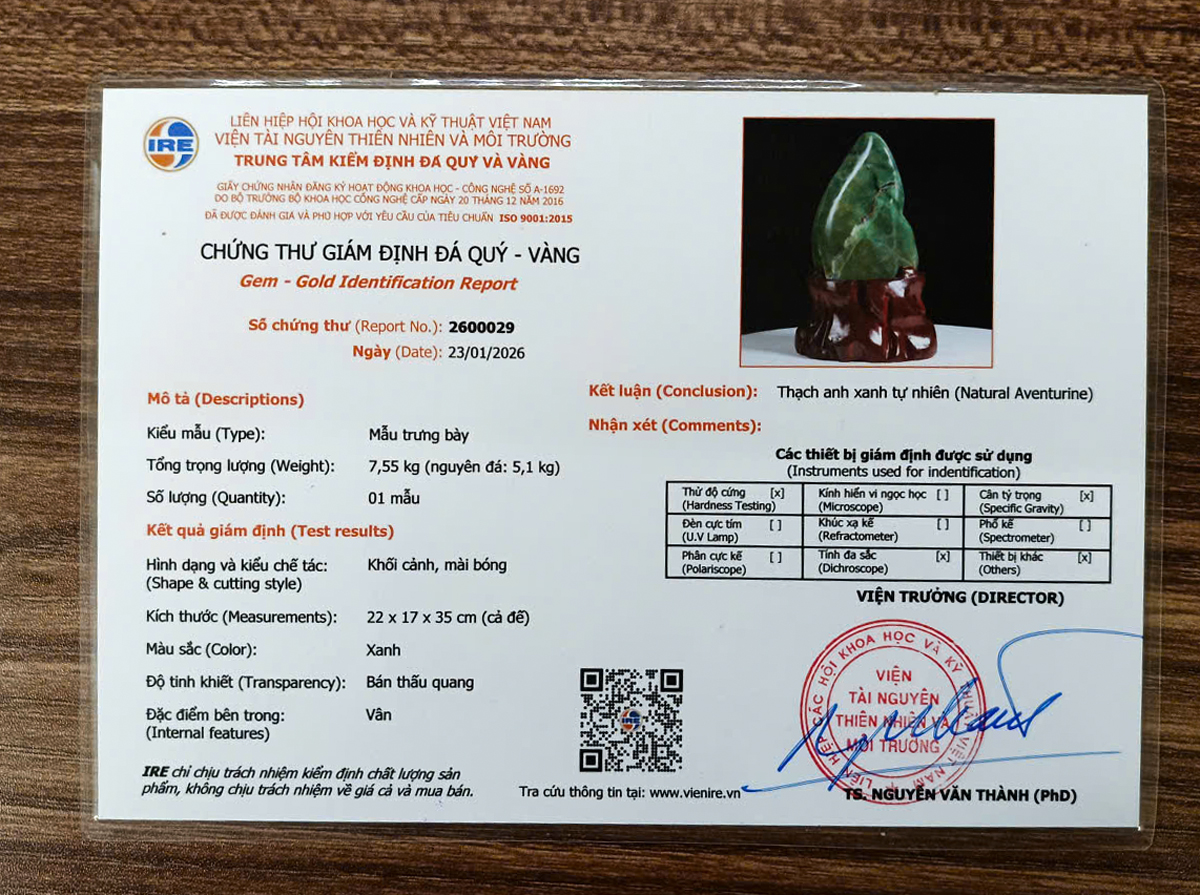 IRE
LIÊN HIỆP HỘI KHOA HỌC VÀ KỸ THUẬT VIỆT NAM
VIỆN TÀI NGUYÊN THIÊN NHIÊN VÀ MÔI TRƯỜNG
TRUNG TÂM KIỂM ĐỊNH ĐÁ QUÝ VÀ VÀNG
GIẤY CHỨNG NHẬN ĐĂNG KÝ HOẠT ĐỘNG KHOA HỌC - CÔNG NGHỆ SỐ A-1692
DO BỘ TRƯỞNG BỘ KHOA HỌC CÔNG NGHỆ CẤP NGÀY 20 THÁNG 12 NĂM 2016
ĐÃ ĐƯỢC ĐÁNH GIÁ VÀ PHÙ HỢP VỚI YÊU CẦU CỦA TIÊU CHUẨN ISO 9001:2015
CHỨNG THƯ GIÁM ĐỊNH ĐÁ QUÝ - VÀNG
Gem - Gold Identification Report
Số chứng thư (Report No.): 2600029
Ngày (Date): 23/01/2026
Mô tả (Descriptions)
Kiểu mẫu (Type): Mẫu trưng bày
Tổng trọng lượng (Weight): 7,55 kg (nguyên đá: 5,1 kg)
Số lượng (Quantity): 01 mẫu
Kết quả giám định (Test results)
Hình dạng và kiểu chế tác: Khối cảnh, mài bóng
(Shape & cutting style)
Kích thước (Measurements): 22 x 17 x 35 cm (cả đế)
Màu sắc (Color): Xanh
Độ tinh khiết (Transparency): Bán thấu quang
Đặc điểm bên trong: Vân
(Internal features)
IRE chỉ chịu trách nhiệm kiểm định chất lượng sản
phẩm, không chịu trách nhiệm về giá cả và mua bán.
Tra cứu thông tin tại: www.vienire.vn
Kết luận (Conclusion): Thạch anh xanh tự nhiên (Natural Aventurine)
Nhận xét (Comments):
Các thiết bị giám định được sử dụng
(Instruments used for indentification)
Thử độ cứng [x] Kính hiển vi ngọc học [ ] Cân tỷ trọng [x]
(Hardness Testing) (Microscope) (Specific Gravity)
Đèn cực tím [ ] Khúc xạ kế [ ] Phổ kế [ ]
(U.V Lamp) (Refractometer) (Spectrometer)
Phân cực kế [ ] Tính đa sắc [x] Thiết bị khác [x]
(Polariscope) (Dichroscope) (Others)
VIỆN TRƯỞNG (DIRECTOR)
LIÊN HIỆP CÁC HỘI KHOA HỌC VÀ KỸ THUẬT VIỆT NAM
VIỆN
TÀI NGUYÊN
THIÊN NHIÊN VÀ
MÔI TRƯỜNG
TS. NGUYỄN VĂN THÀNH (PhD)